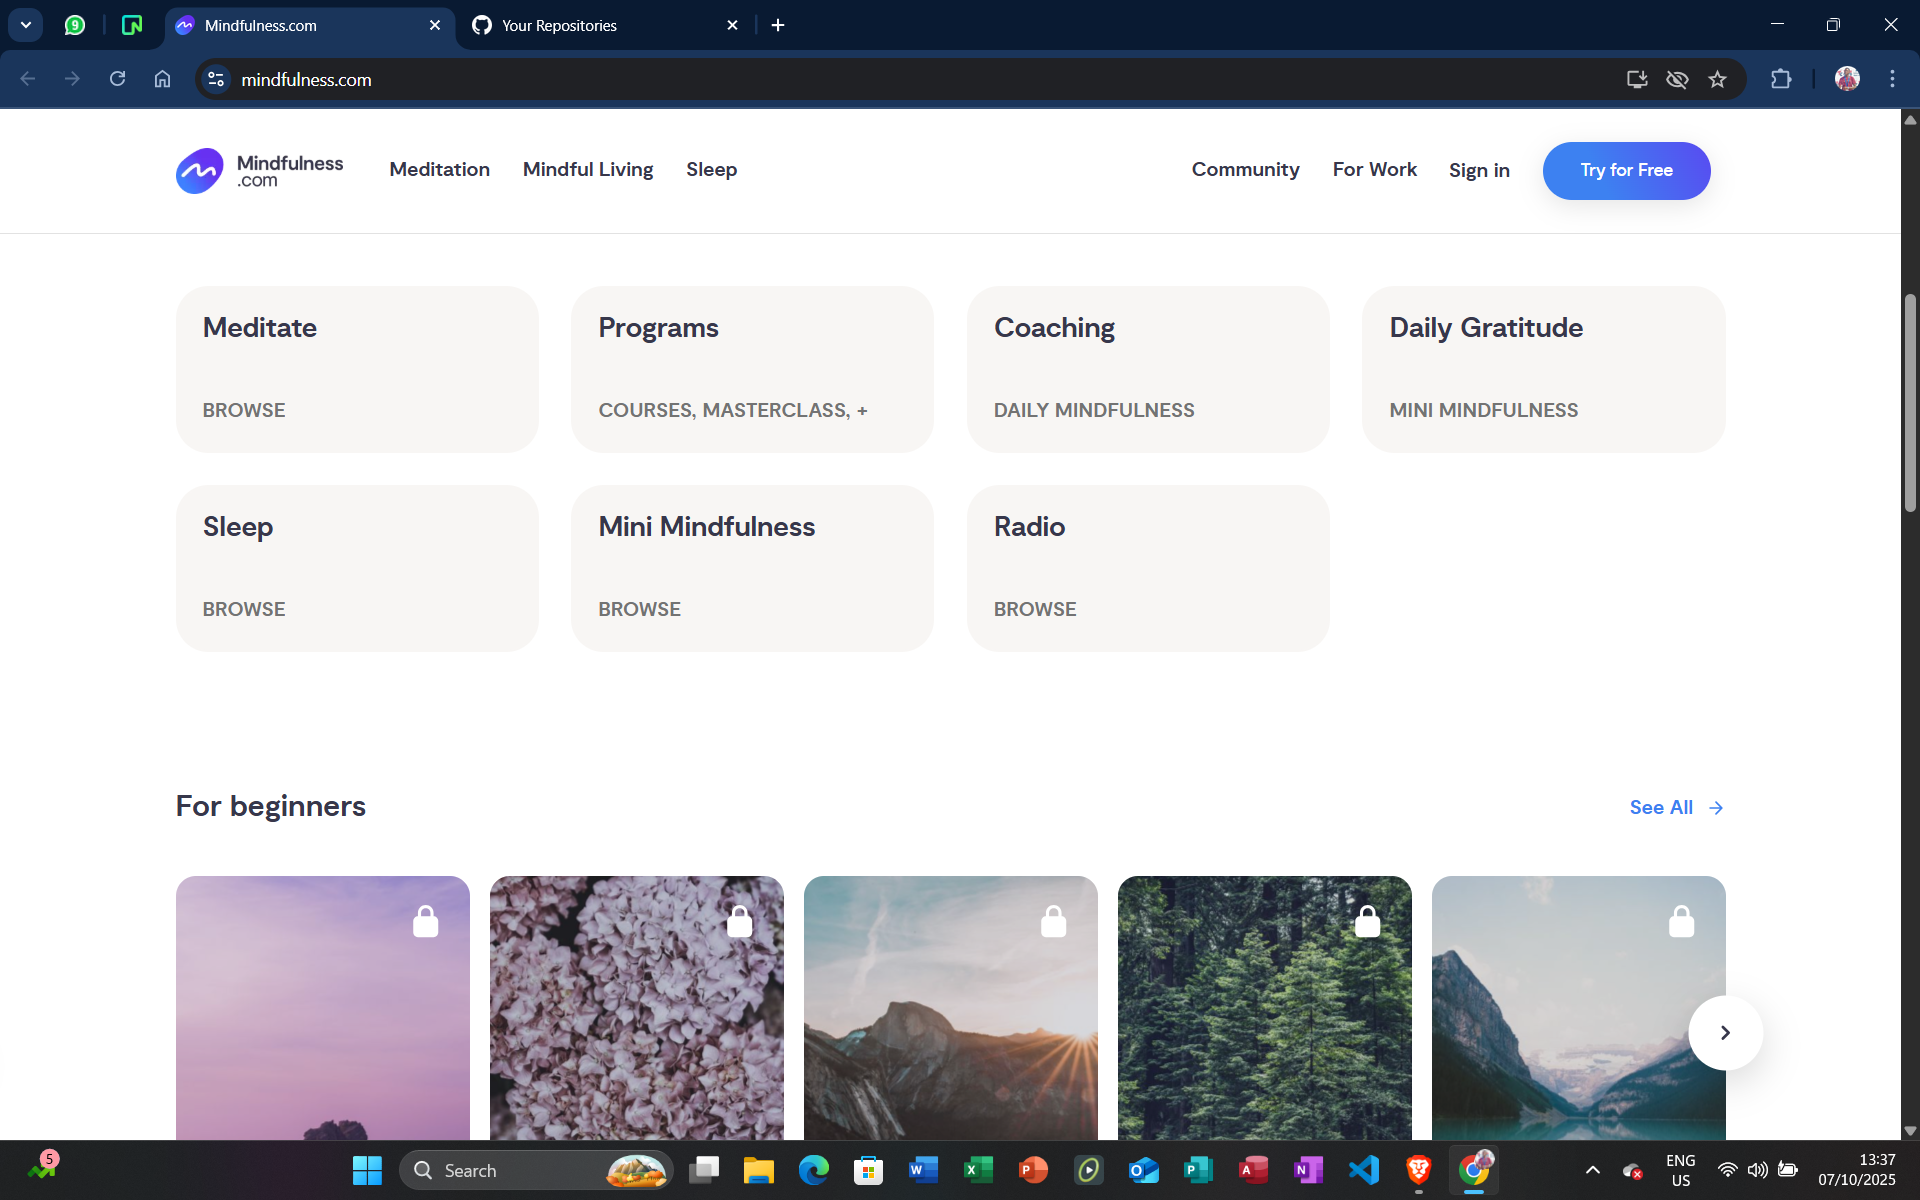 9
Mindfulness.com
Your Repositories
mindfulness.com
Mindfulness
.com
Meditation
Mindful Living
Sleep
Community
For Work
Sign in
Try for Free
Meditate
BROWSE
Programs
COURSES, MASTERCLASS, +
Coaching
DAILY MINDFULNESS
Daily Gratitude
MINI MINDFULNESS
Sleep
BROWSE
Mini Mindfulness
BROWSE
Radio
BROWSE
For beginners
See All
5
Search
ENG
US
13:37
07/10/2025